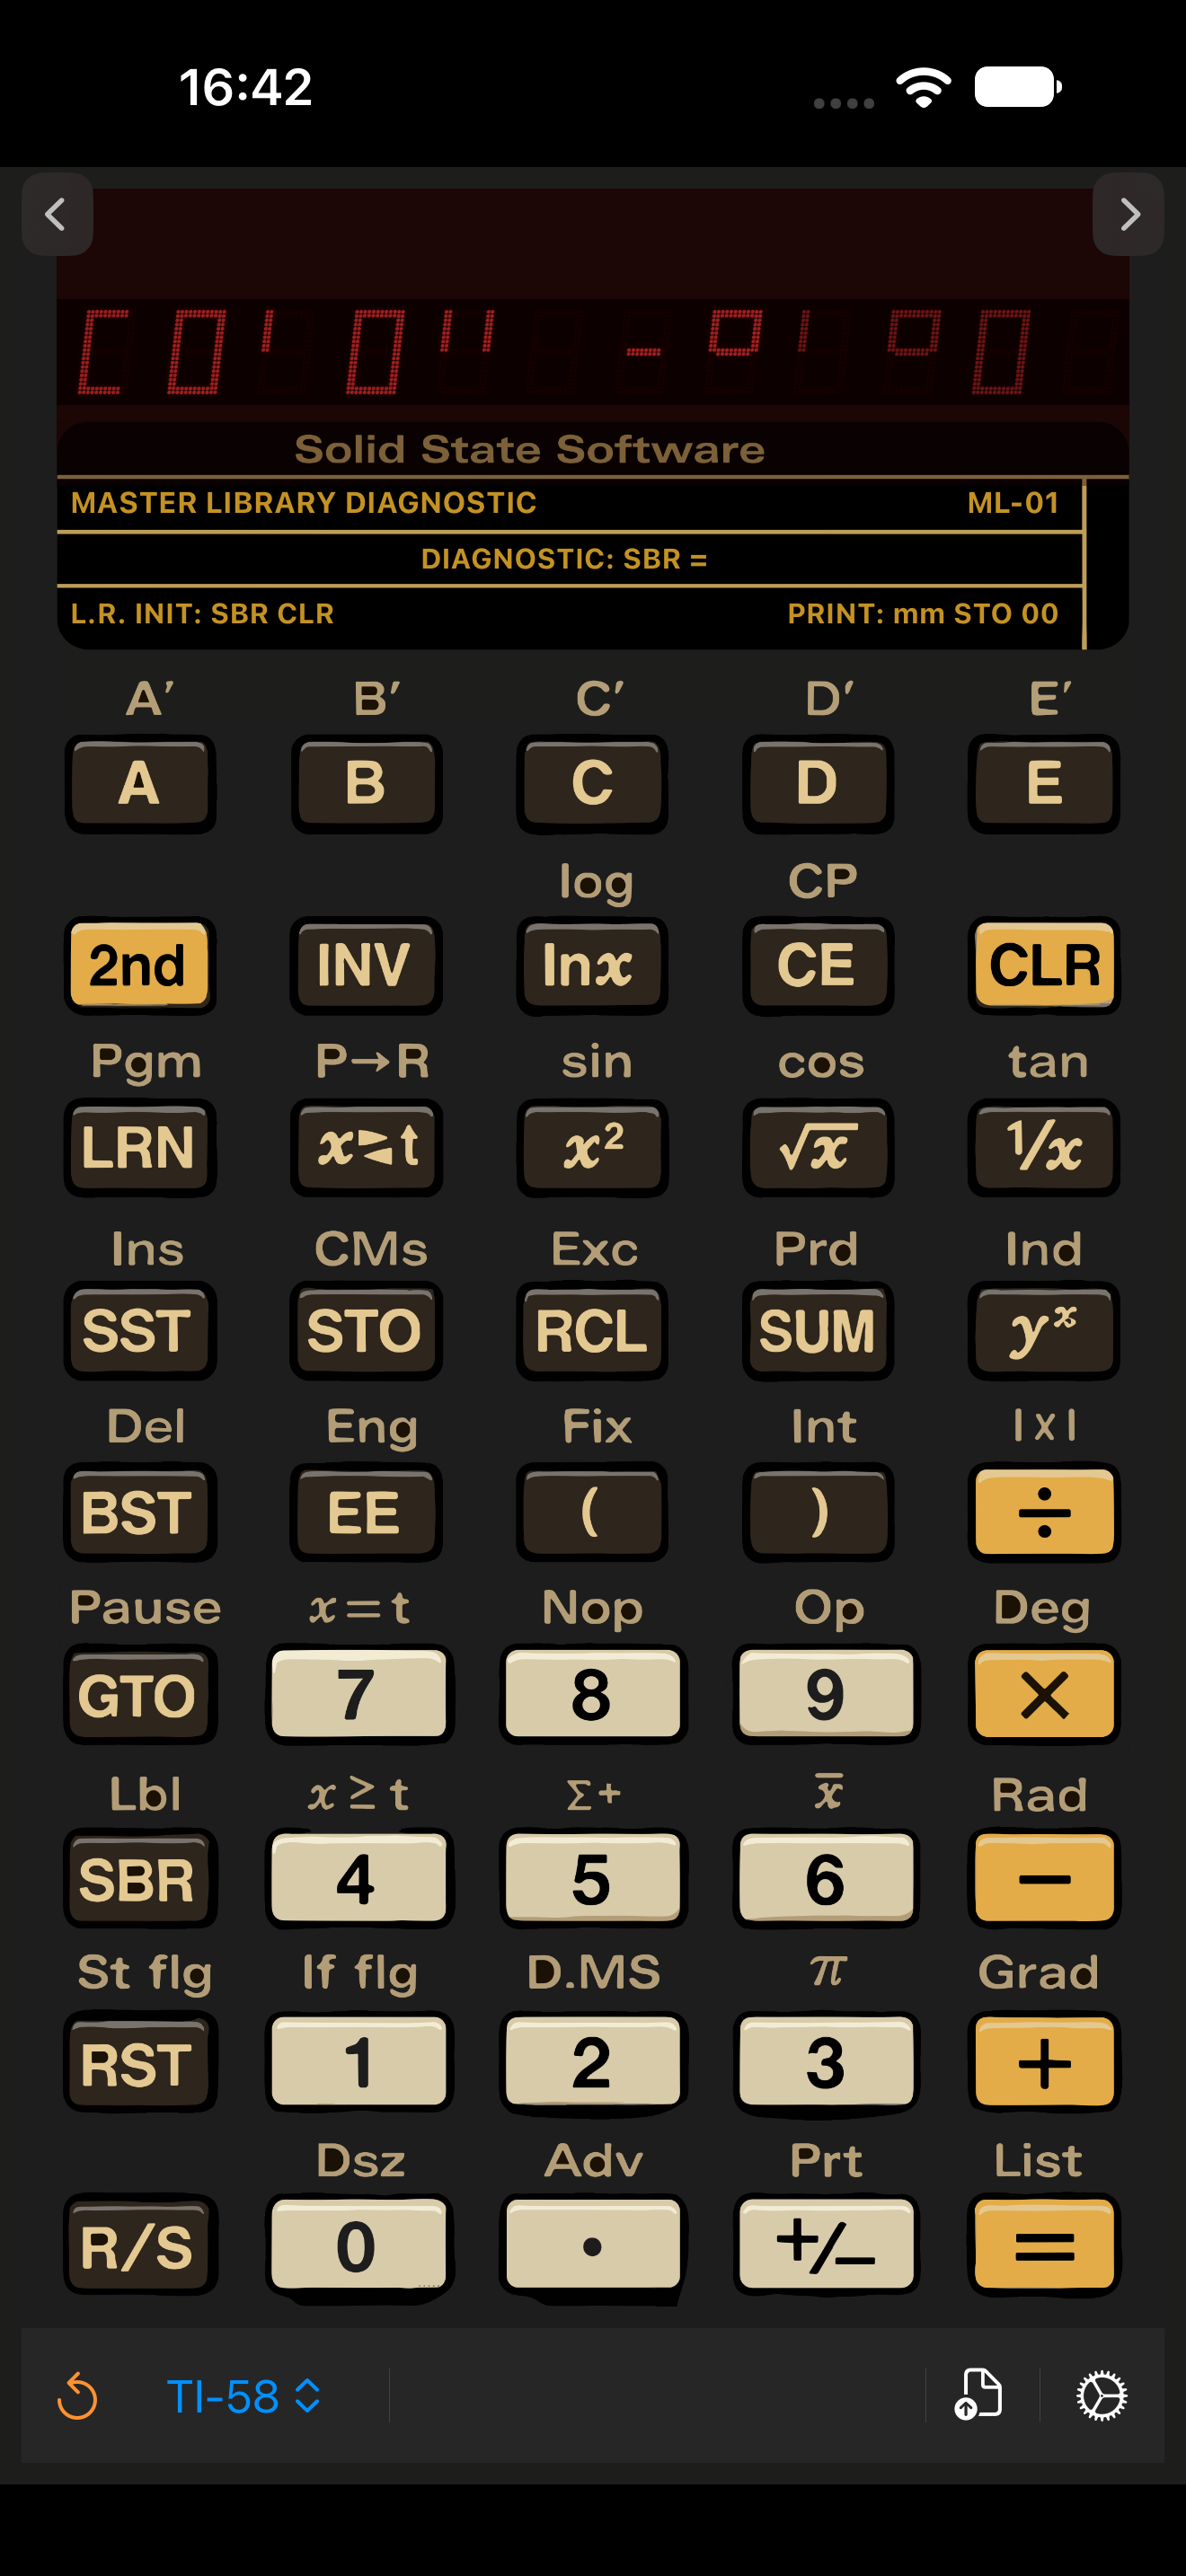 16:42
Solid State Software
MASTER LIBRARY DIAGNOSTIC ML-01
DIAGNOSTIC: SBR =
L.R. INIT: SBR CLR PRINT: mm STO 00
A′ B′ C′ D′ E′
A B C D E
log CP
2nd INV lnx CE CLR
Pgm P→R sin cos tan
LRN x⇄t x² √x 1/x
Ins CMs Exc Prd Ind
SST STO RCL SUM yˣ
Del Eng Fix Int |x|
BST EE ( ) ÷
Pause x=t Nop Op Deg
GTO 7 8 9 ×
Lbl x≥t Σ+ x̄ Rad
SBR 4 5 6 −
St flg If flg D.MS π Grad
RST 1 2 3 +
Dsz Adv Prt List
R/S 0 . +/− =
TI-58